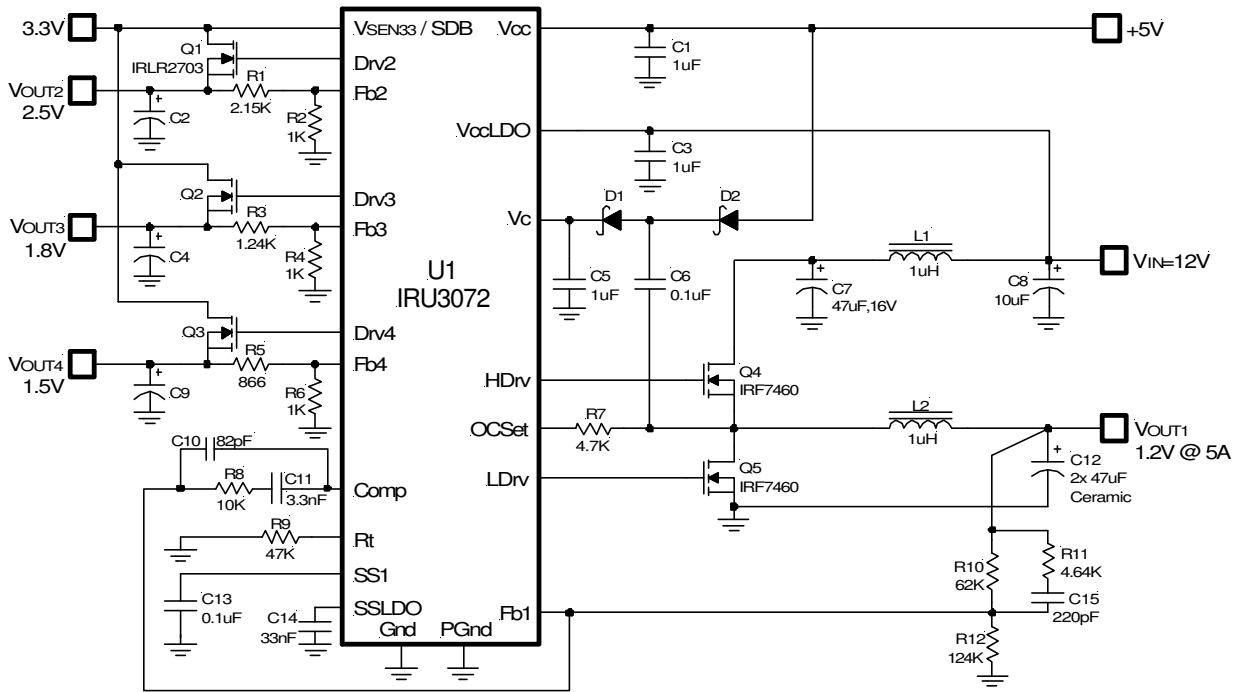 3.3V
VSEN33 / SDB
Vcc
+5V
Q1
IRLR2703
Drv2
C1
1uF
VOUT2
2.5V
R1
2.15K
Fb2
C2
R2
1K
VccLDO
C3
1uF
Q2
Drv3
D1
D2
VOUT3
1.8V
R3
1.24K
Fb3
Vc
C4
R4
1K
U1
IRU3072
C5
1uF
C6
0.1uF
L1
1uH
VIN=12V
C7
47uF,16V
C8
10uF
Q3
Drv4
VOUT4
1.5V
R5
866
Fb4
C9
R6
1K
HDrv
Q4
IRF7460
OCSet
R7
4.7K
L2
1uH
VOUT1
1.2V @ 5A
C10
82pF
R8
10K
C11
3.3nF
Comp
LDrv
Q5
IRF7460
C12
2x 47uF
Ceramic
R9
47K
Rt
SS1
C13
0.1uF
SSLDO
C14
33nF
Gnd
PGnd
Fb1
R10
62K
R11
4.64K
C15
220pF
R12
124K